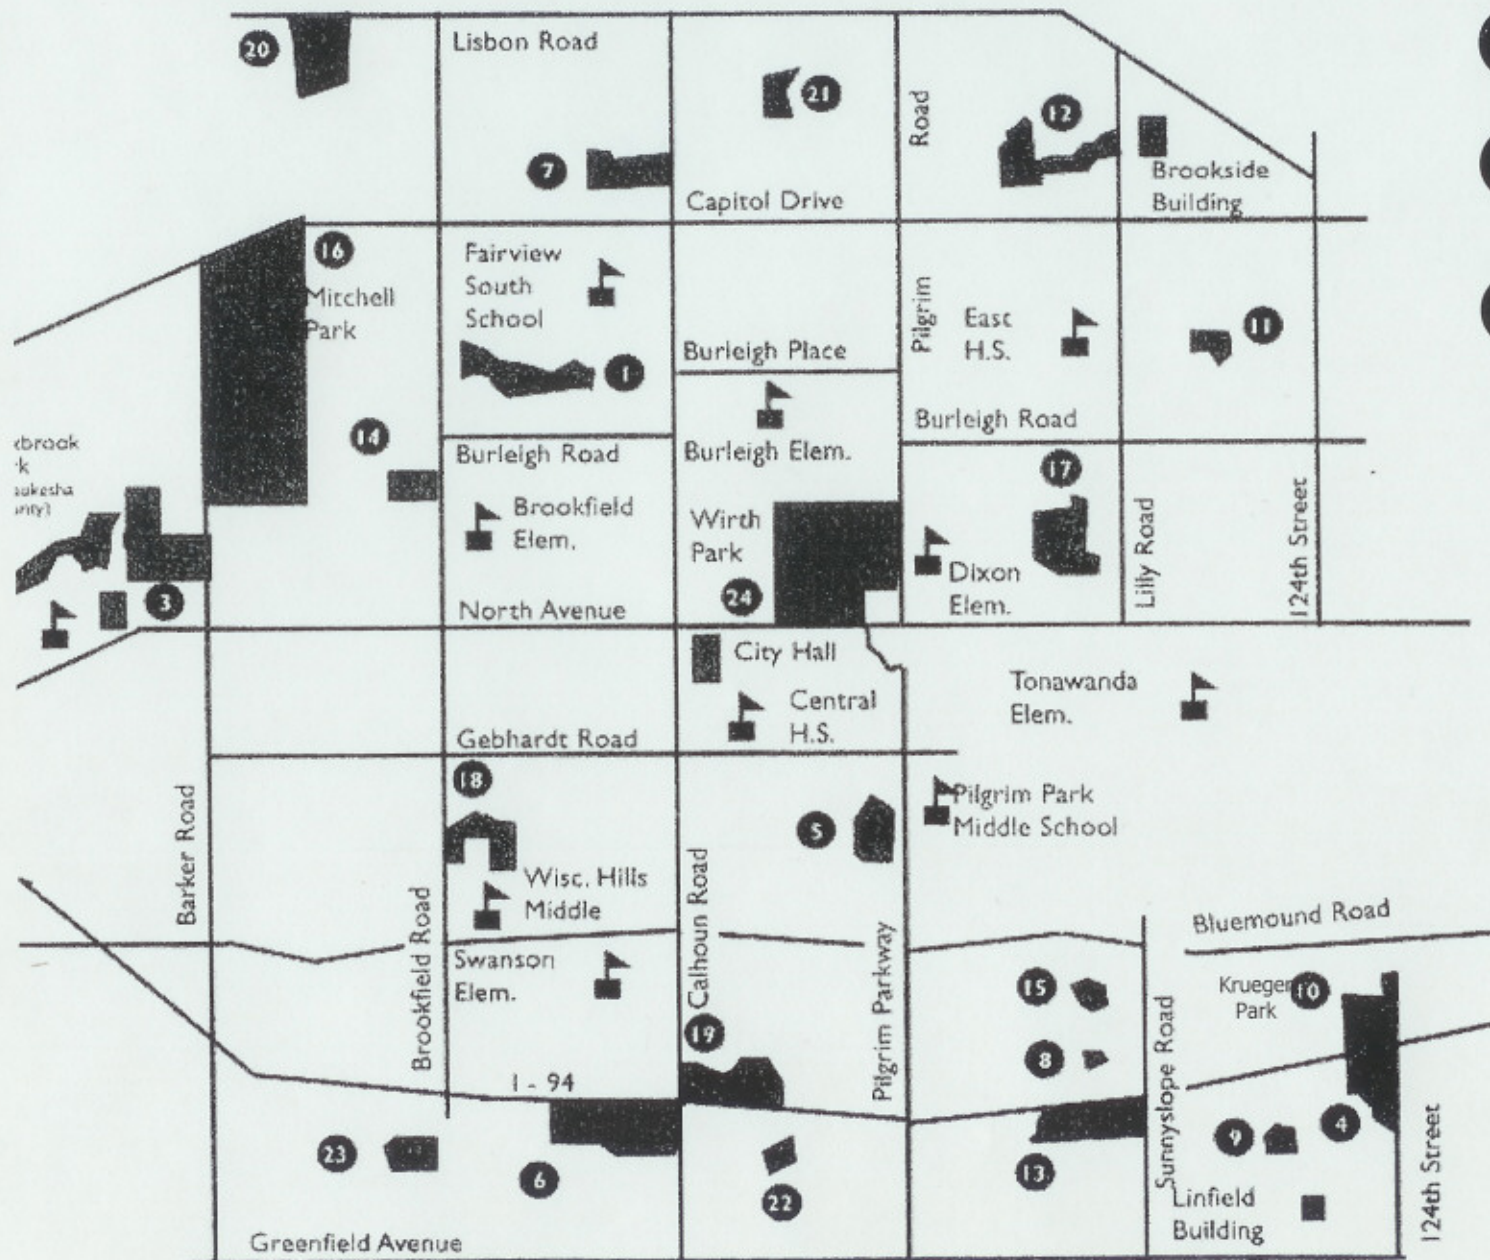 20
Lisbon Road
21
Road
12
7
Brookside
Building
Capitol Drive
16
Mitchell
Park
Fairview
South
School
Pilgrim
East
H.S.
11
Burleigh Place
1
14
Burleigh Road
Burleigh Road
Burleigh Elem.
17
Brookfield
Elem.
Wirth
Park
24
Dixon
Elem.
Lilly Road
124th Street
3
North Avenue
City Hall
Central
H.S.
Tonawanda
Elem.
Gebhardt Road
18
5
Pilgrim Park
Middle School
Barker Road
Wisc. Hills
Middle
Brookfield Road
Calhoun Road
Pilgrim Parkway
Bluemound Road
Swanson
Elem.
15
Krueger
Park
10
19
8
Sunnyslope Road
I - 94
23
6
22
13
9
4
Linfield
Building
124th Street
Greenfield Avenue